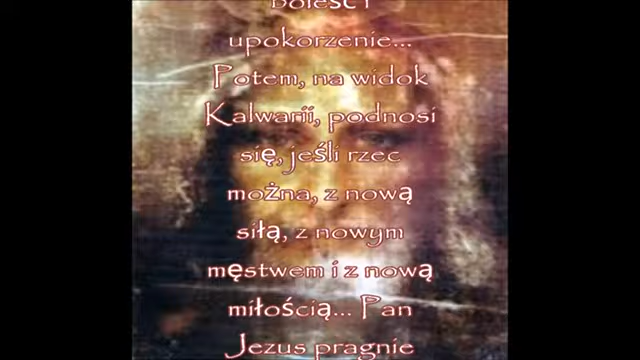 boleść i
upokorzenie...
Potem, na widok
Kalwarii, podnosi
się, jeśli rzec
można, z nową
siłą, z nowym
męstwem i z nową
miłością... Pan
Jezus pragnie